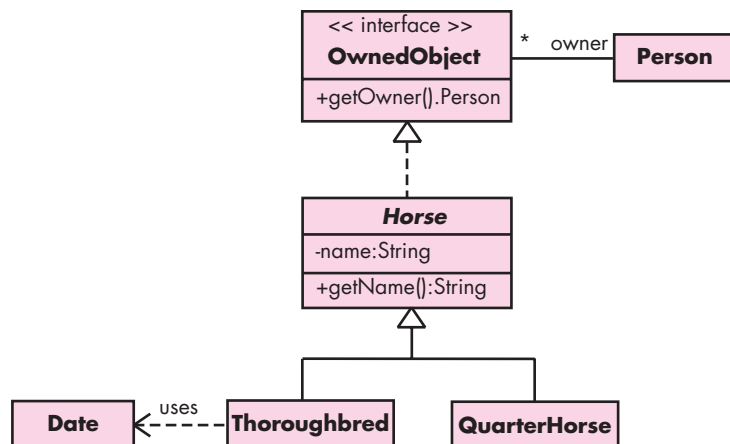 << interface >>
OwnedObject
* owner
Person
+getOwner().Person
Horse
-name:String
+getName():String
Date
uses
Thoroughbred
QuarterHorse